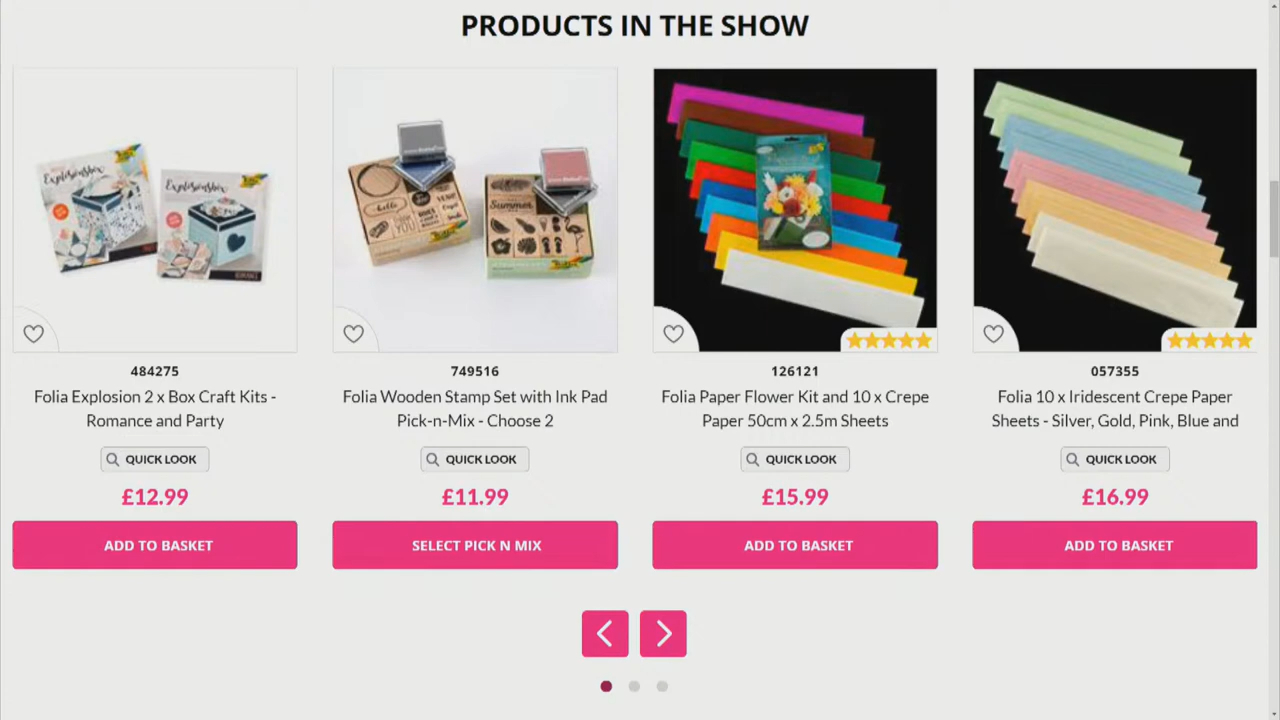 PRODUCTS IN THE SHOW
Explosionsbox
Explosionsbox
hello
Summer
484275
749516
126121
057355
Folia Explosion 2 x Box Craft Kits -
Romance and Party
Folia Wooden Stamp Set with Ink Pad
Pick-n-Mix - Choose 2
Folia Paper Flower Kit and 10 x Crepe
Paper 50cm x 2.5m Sheets
Folia 10 x Iridescent Crepe Paper
Sheets - Silver, Gold, Pink, Blue and
QUICK LOOK
QUICK LOOK
QUICK LOOK
QUICK LOOK
£12.99
£11.99
£15.99
£16.99
ADD TO BASKET
SELECT PICK N MIX
ADD TO BASKET
ADD TO BASKET